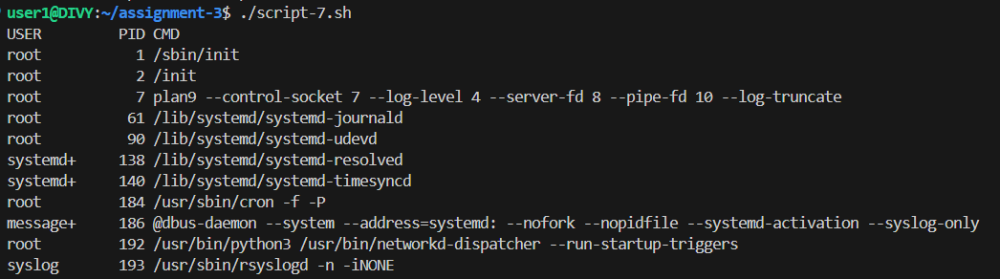 user1@DIVY:~/assignment-3$ ./script-7.sh
USER         PID CMD
root           1 /sbin/init
root           2 /init
root           7 plan9 --control-socket 7 --log-level 4 --server-fd 8 --pipe-fd 10 --log-truncate
root          61 /lib/systemd/systemd-journald
root          90 /lib/systemd/systemd-udevd
systemd+     138 /lib/systemd/systemd-resolved
systemd+     140 /lib/systemd/systemd-timesyncd
root         184 /usr/sbin/cron -f -P
message+     186 @dbus-daemon --system --address=systemd: --nofork --nopidfile --systemd-activation --syslog-only
root         192 /usr/bin/python3 /usr/bin/networkd-dispatcher --run-startup-triggers
syslog       193 /usr/sbin/rsyslogd -n -iNONE